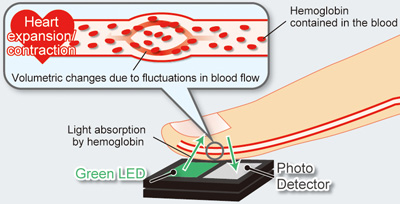 Heart
expansion/
contraction
Hemoglobin
contained in the blood
Volumetric changes due to fluctuations in blood flow
Light absorption
by hemoglobin
Green LED
Photo
Detector